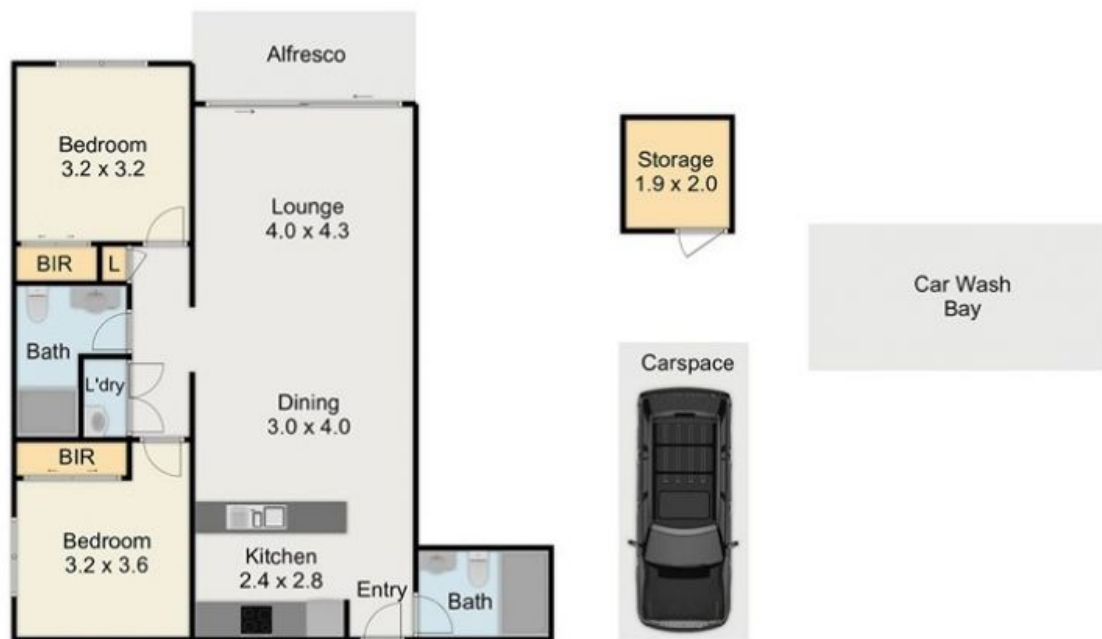 Alfresco
Bedroom
3.2 x 3.2
Lounge
4.0 x 4.3
Storage
1.9 x 2.0
BIR
L
Car Wash
Bay
Bath
L'dry
Carspace
Dining
3.0 x 4.0
BIR
Bedroom
3.2 x 3.6
Kitchen
2.4 x 2.8
Entry
Bath